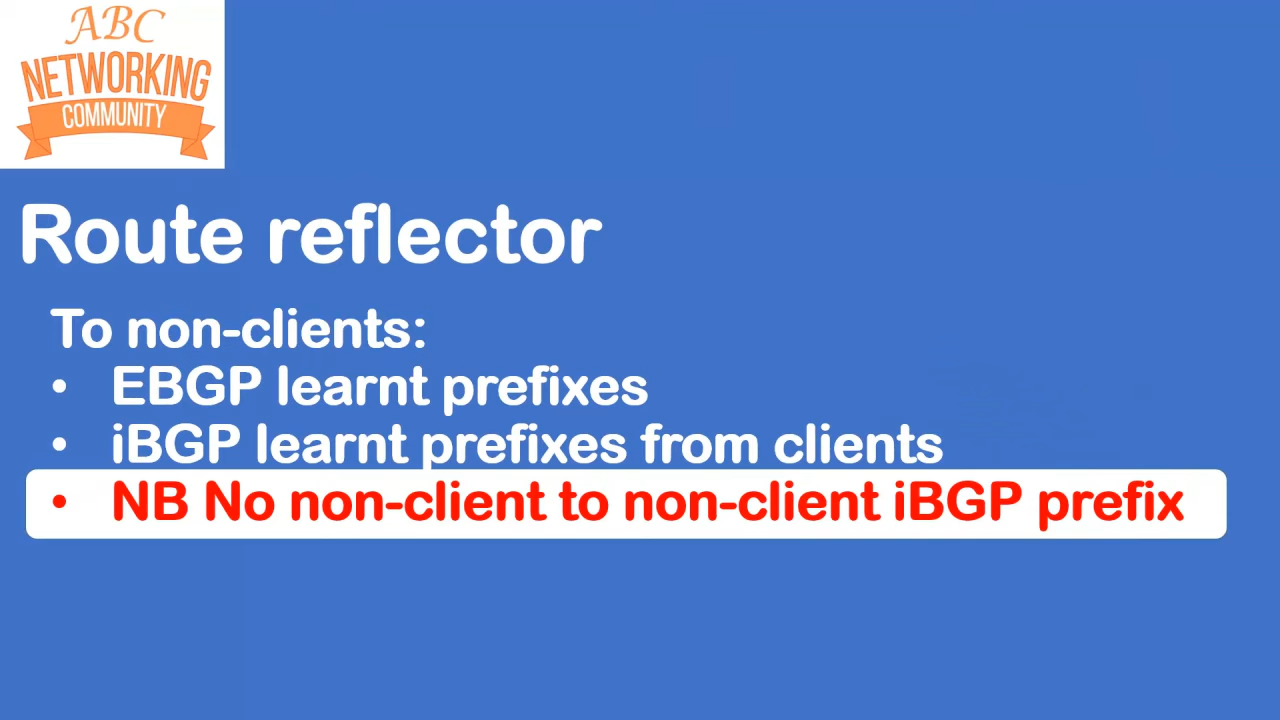 ABC
NETWORKING
COMMUNITY
Route reflector
To non-clients:
• EBGP learnt prefixes
• iBGP learnt prefixes from clients
• NB No non-client to non-client iBGP prefix